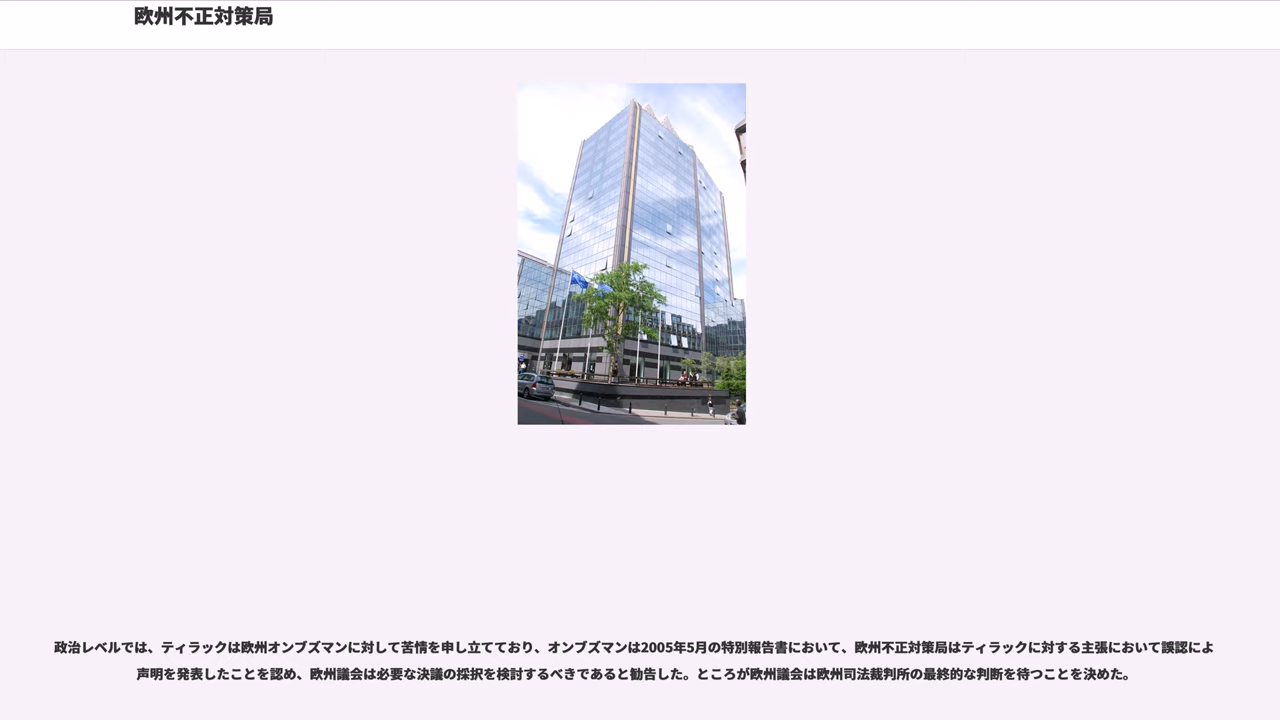 欧州不正対策局
政治レベルでは、ティラックは欧州オンブズマンに対して苦情を申し立てており、オンブズマンは2005年5月の特別報告書において、欧州不正対策局はティラックに対する主張において誤認によ
声明を発表したことを認め、欧州議会は必要な決議の採択を検討するべきであると勧告した。ところが欧州議会は欧州司法裁判所の最終的な判断を待つことを決めた。